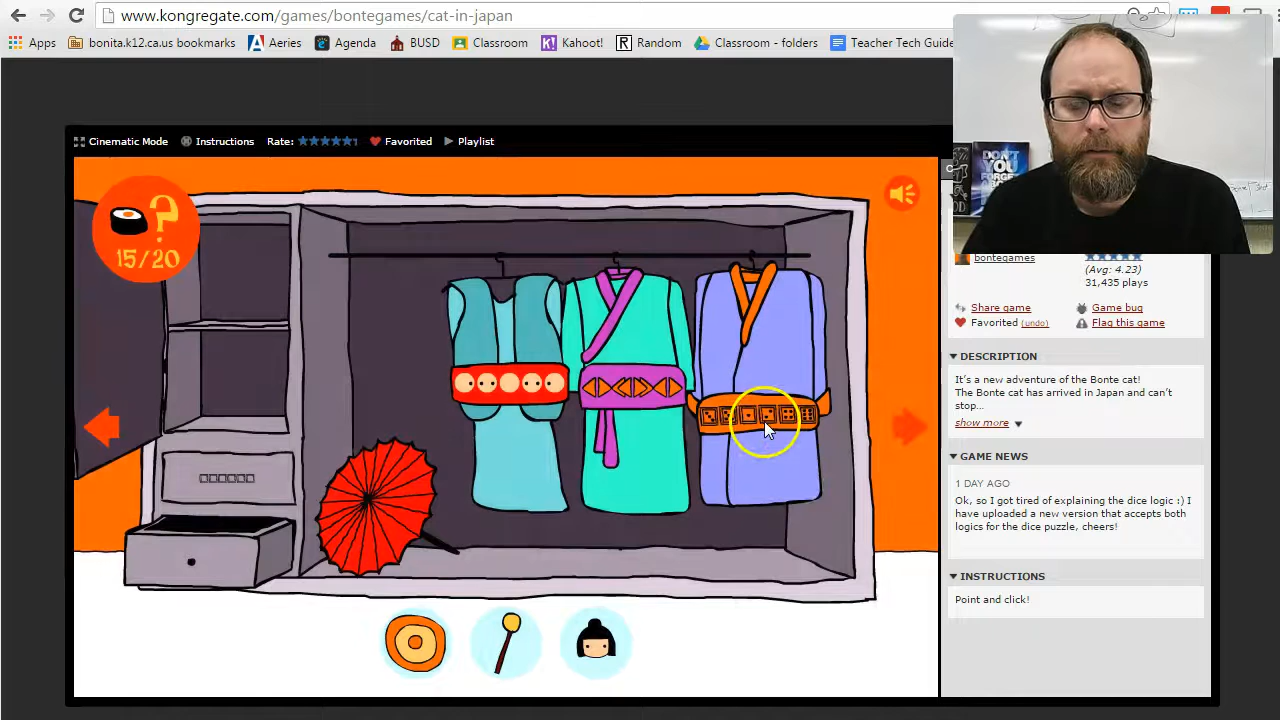 www.kongregate.com/games/bontegames/cat-in-japan
Apps
bonita.k12.ca.us bookmarks
Aeries
Agenda
BUSD
Classroom
K! Kahoot!
R Random
Classroom - folders
Teacher Tech Guide
Cinematic Mode
Instructions
Rate:
Favorited
Playlist
?
15/20
DON'T
YOU
FORGET
bontegames
(Avg: 4.23)
31,435 plays
Share game
Game bug
Favorited (undo)
Flag this game
DESCRIPTION
It's a new adventure of the Bonte cat!
The Bonte cat has arrived in Japan and can't
stop...
show more
GAME NEWS
1 DAY AGO
Ok, so I got tired of explaining the dice logic :) I
have uploaded a new version that accepts both
logics for the dice puzzle, cheers!
INSTRUCTIONS
Point and click!